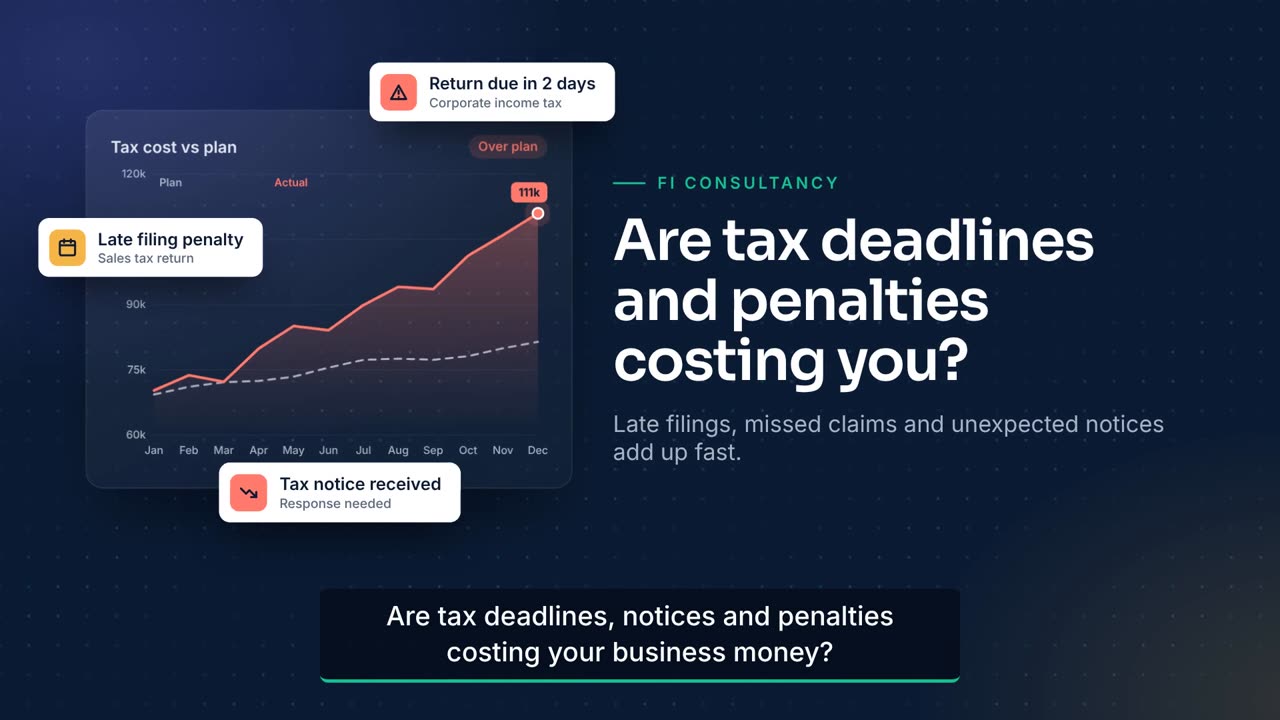 Return due in 2 days
Corporate income tax
Tax cost vs plan
Over plan
120k
Plan
Actual
111k
Late filing penalty
Sales tax return
90k
75k
60k
Jan Feb Mar Apr May Jun Jul Aug Sep Oct Nov Dec
Tax notice received
Response needed
FI CONSULTANCY
Are tax deadlines
and penalties
costing you?
Late filings, missed claims and unexpected notices
add up fast.
Are tax deadlines, notices and penalties
costing your business money?